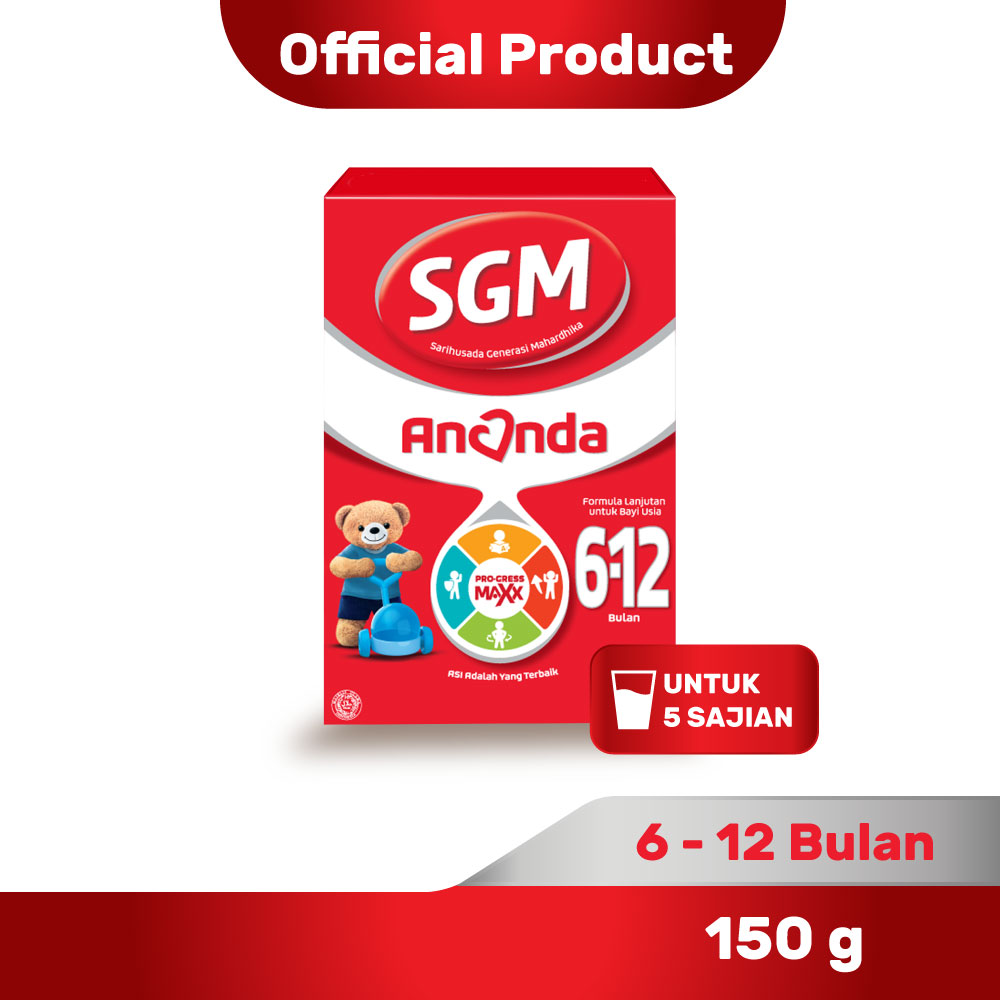 Official Product
SGM
Sarihusada Generasi Mahardhika
Ananda
Formula Lanjutan
untuk Bayi Usia
6-12
Bulan
PRO-GRESS
MAXX
ASI Adalah Yang Terbaik
UNTUK
5 SAJIAN
6 - 12 Bulan
150 g